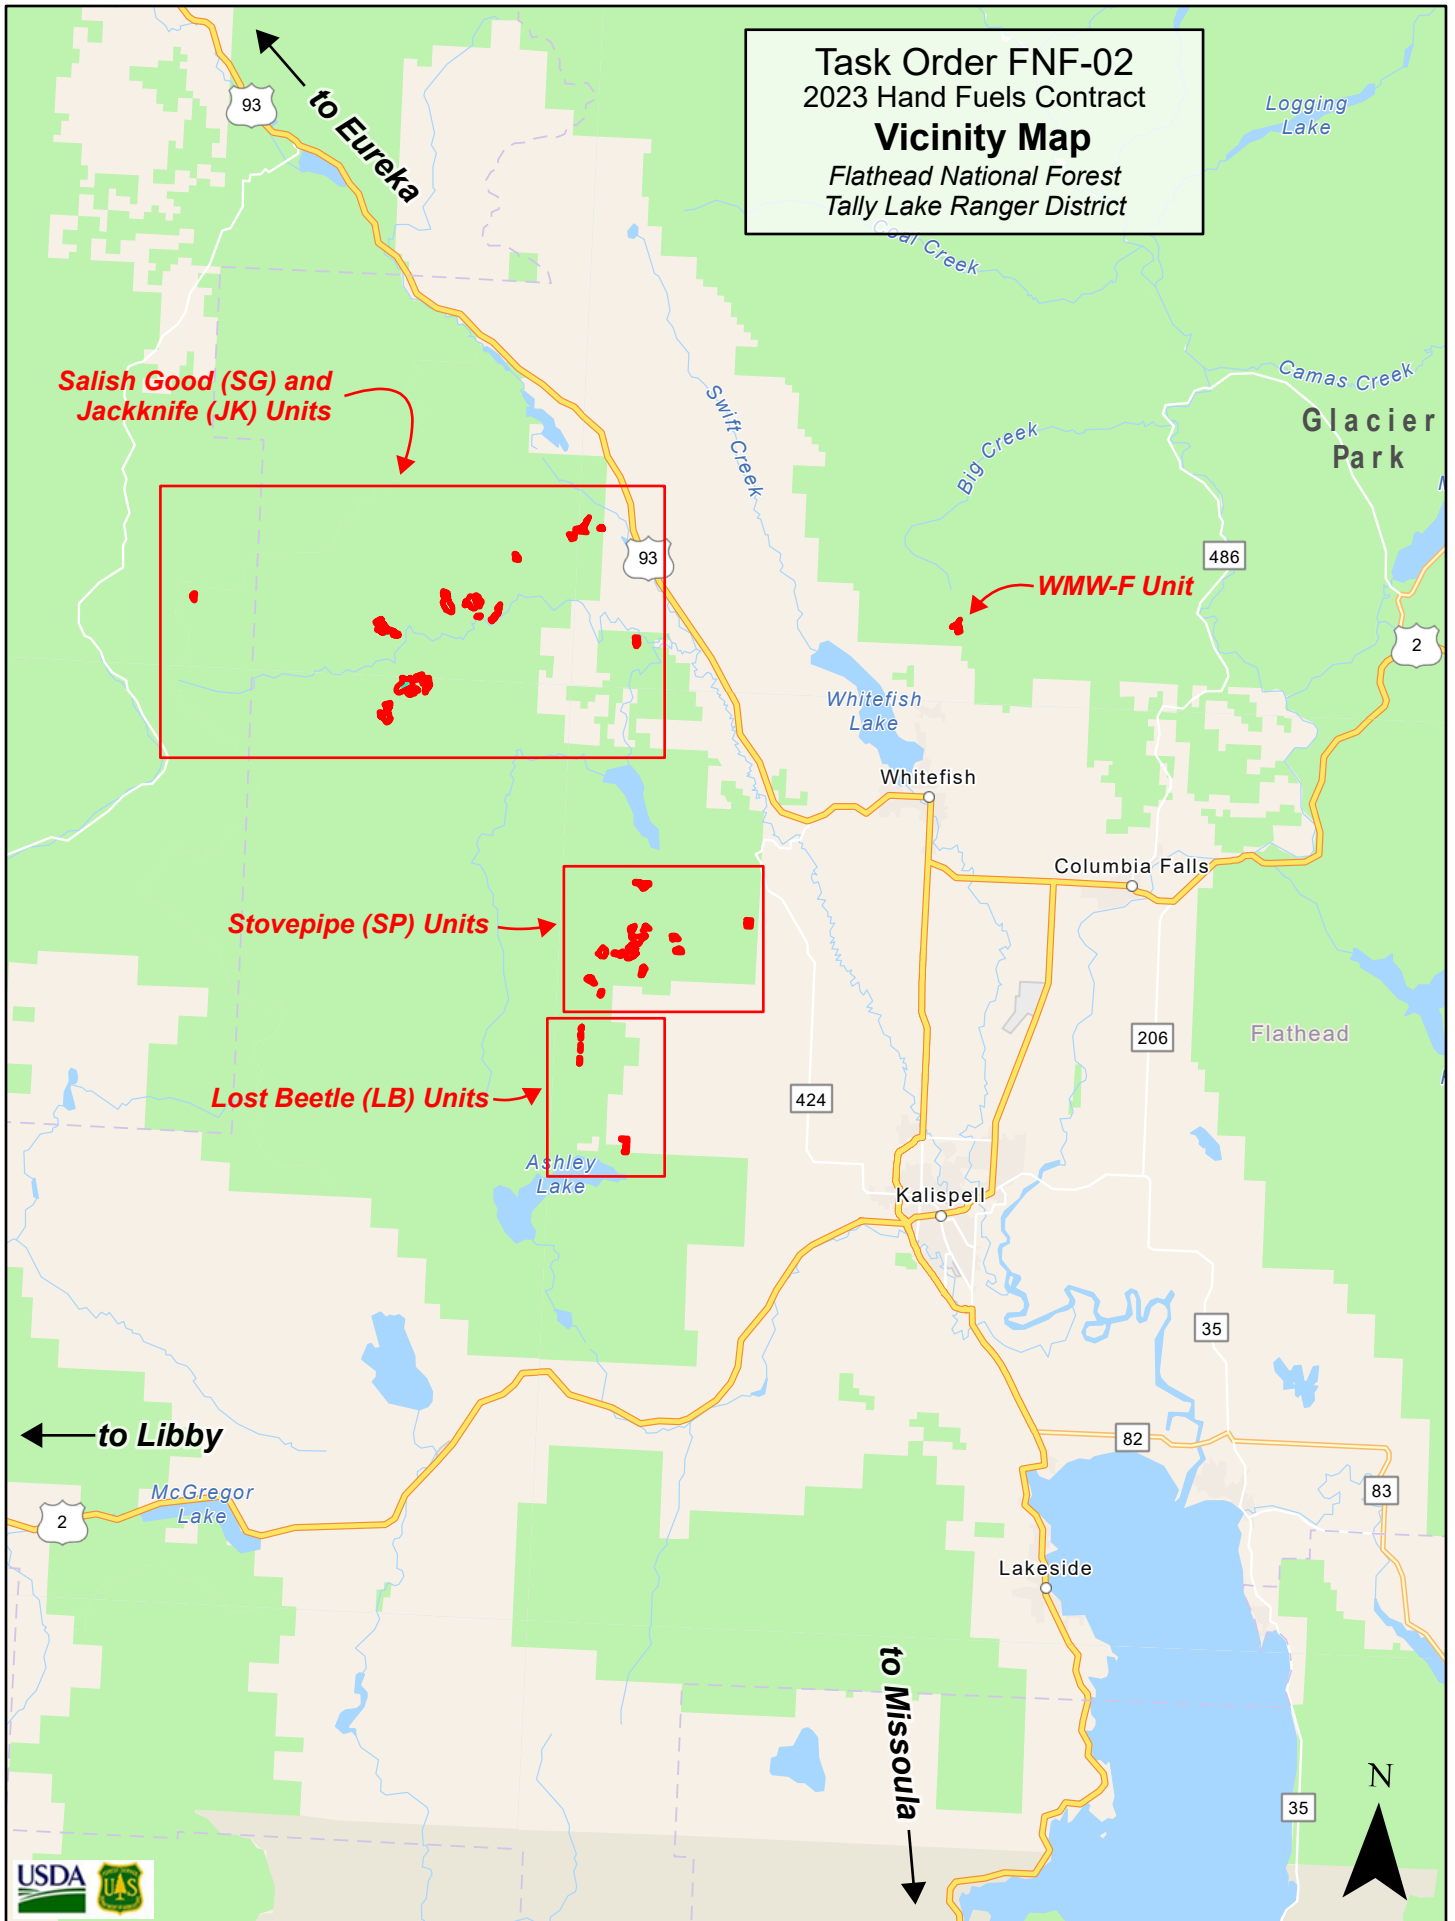 Task Order FNF-02
2023 Hand Fuels Contract
Vicinity Map
Flathead National Forest
Tally Lake Ranger District
93
to Eureka
Logging
Lake
Coal Creek
Salish Good (SG) and
Jackknife (JK) Units
Swift Creek
Big Creek
Camas Creek
Glacier
Park
93
486
WMW-F Unit
2
Whitefish
Lake
Whitefish
Columbia Falls
Stovepipe (SP) Units
206
Flathead
Lost Beetle (LB) Units
424
Ashley
Lake
Kalispell
35
to Libby
82
McGregor
Lake
2
83
Lakeside
to Missoula
N
35
USDA
UAS